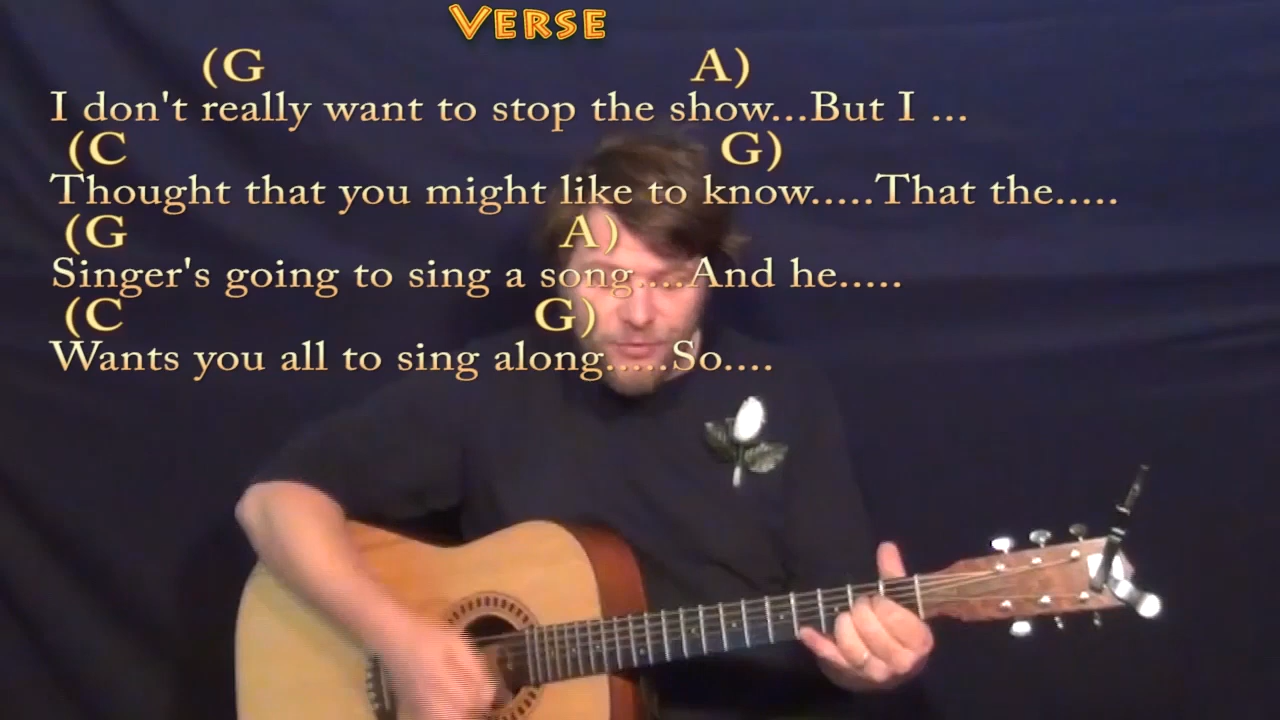 VERSE
(G A)
I don't really want to stop the show...But I ...
(C G)
Thought that you might like to know.....That the.....
(G A)
Singer's going to sing a song....And he.....
(C G)
Wants you all to sing along.....So....